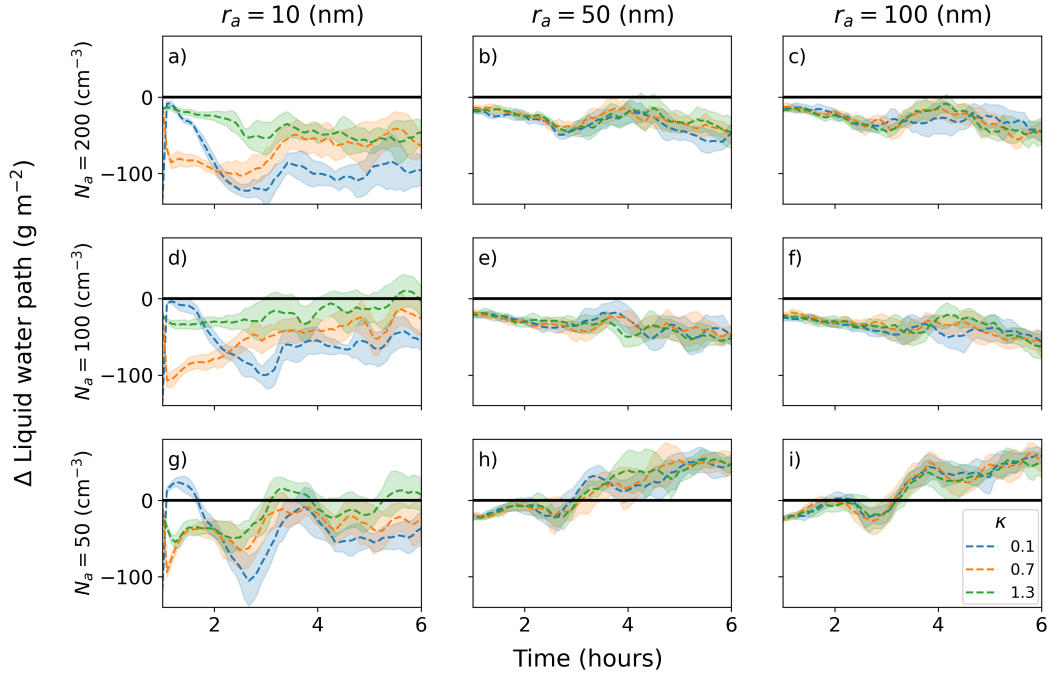 r_a = 10 (nm)
r_a = 50 (nm)
r_a = 100 (nm)
Δ Liquid water path (g m⁻²)
N_a = 200 (cm⁻³)
0
−100
a)
b)
c)
N_a = 100 (cm⁻³)
0
−100
d)
e)
f)
N_a = 50 (cm⁻³)
0
−100
g)
h)
i)
κ
0.1
0.7
1.3
2 4 6
2 4 6
2 4 6
Time (hours)